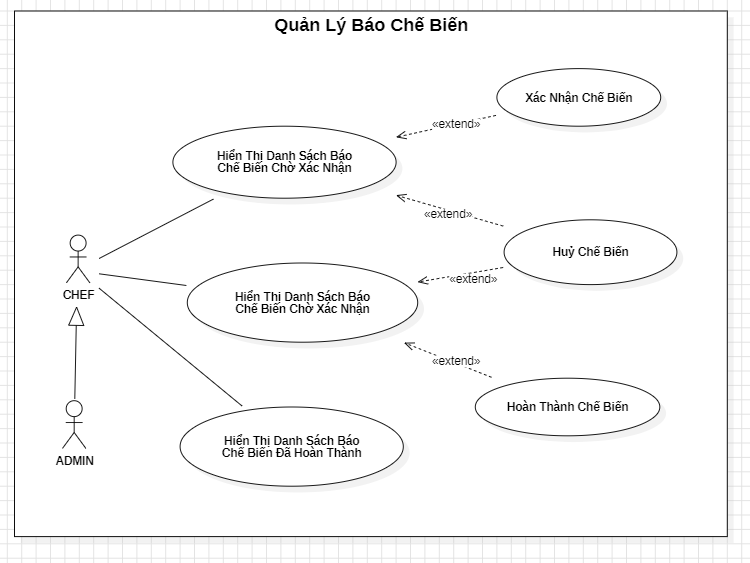 Quản Lý Báo Chế Biến
Xác Nhận Chế Biến
«extend»
Hiển Thị Danh Sách Báo
Chế Biến Chờ Xác Nhận
«extend»
Huỷ Chế Biến
«extend»
CHEF
Hiển Thị Danh Sách Báo
Chế Biến Chờ Xác Nhận
«extend»
Hoàn Thành Chế Biến
Hiển Thị Danh Sách Báo
Chế Biến Đã Hoàn Thành
ADMIN